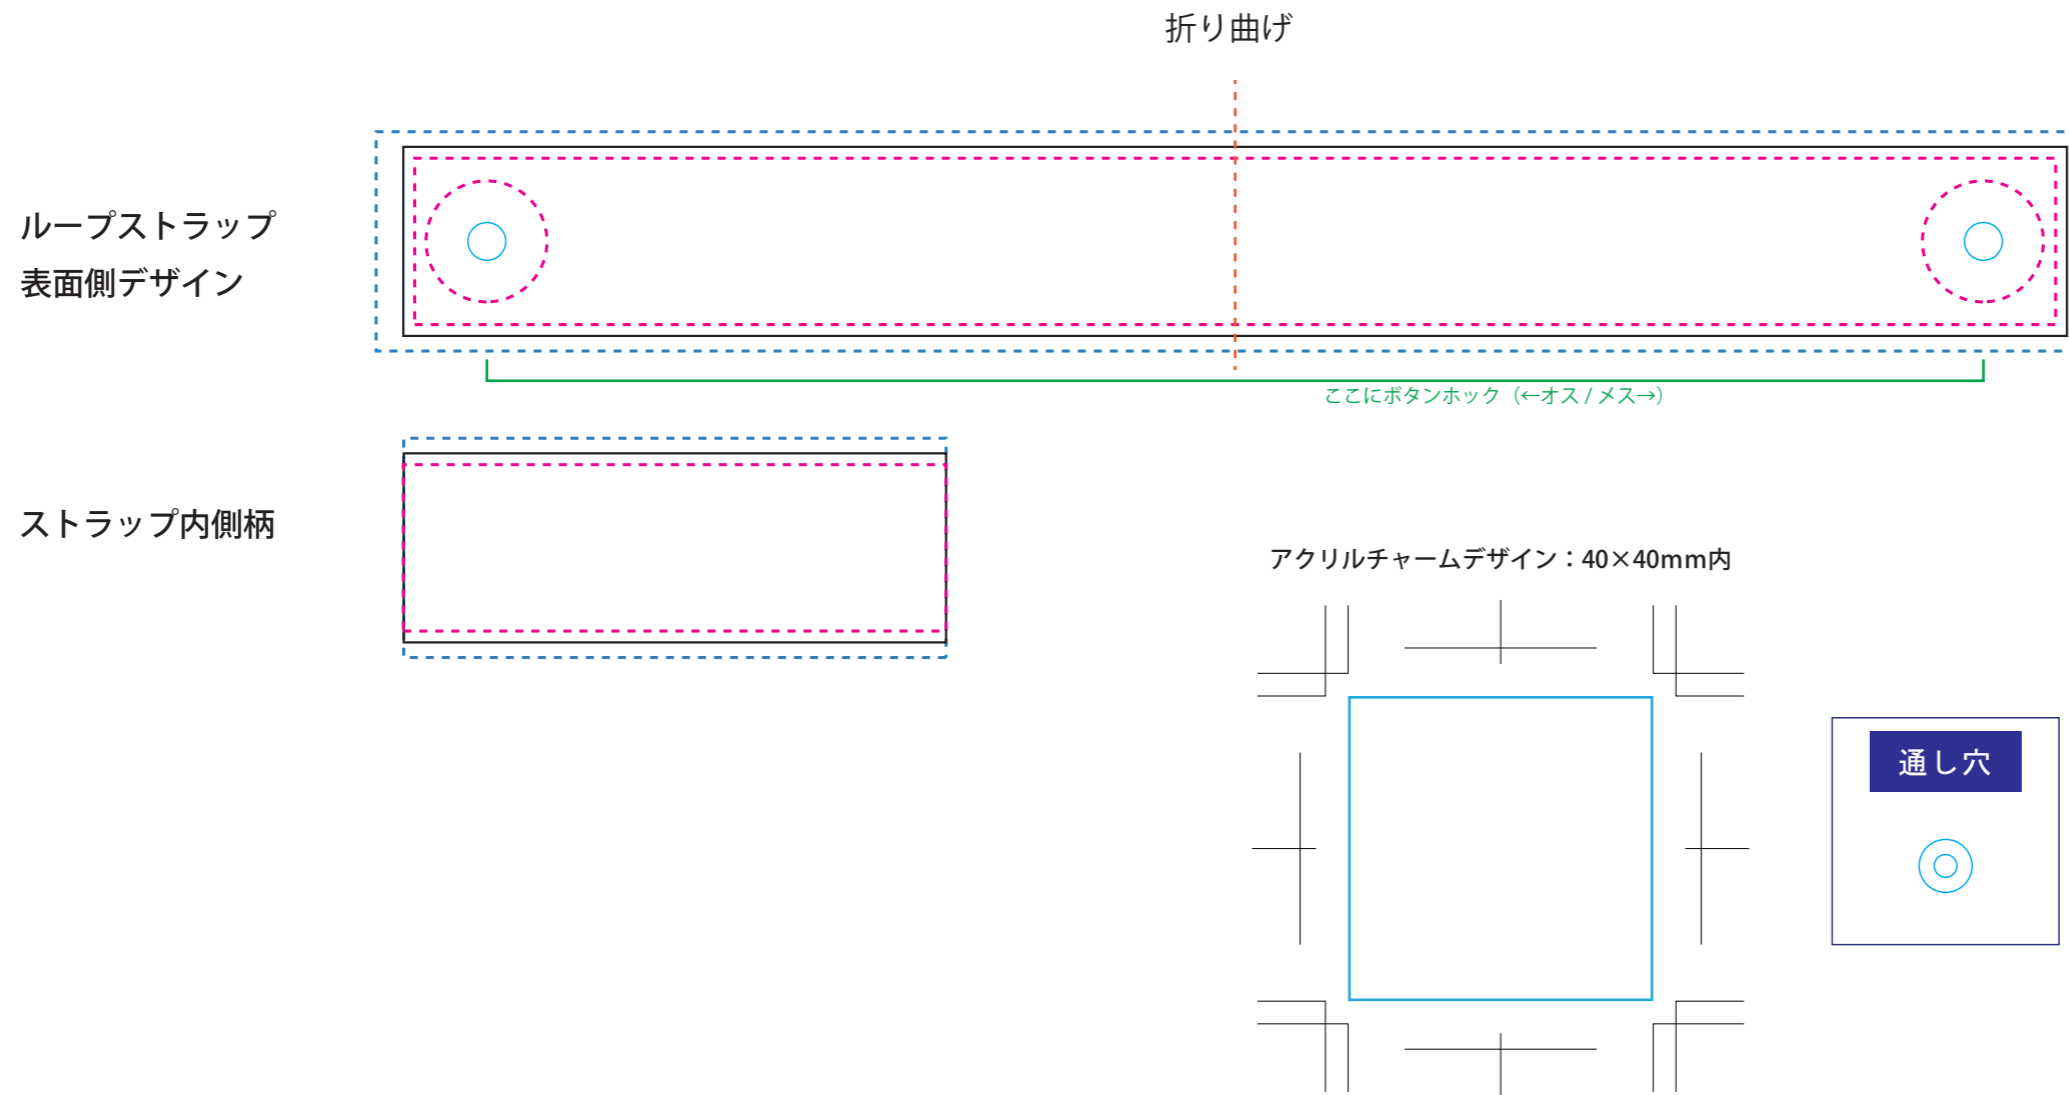 折り曲げ
ループストラップ
表面側デザイン
ここにボタンホック（←オス / メス→）
ストラップ内側柄
アクリルチャームデザイン：40×40mm内
通し穴